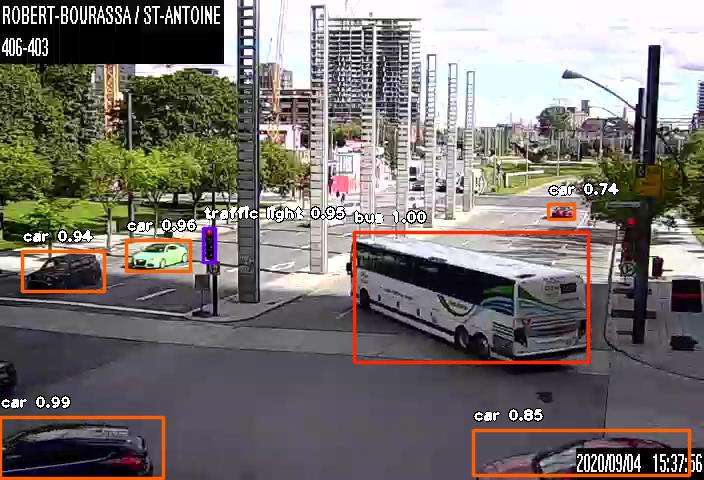 ROBERT-BOURASSA / ST-ANTOINE
406-403
car 0.74
traffic light 0.95
bus 1.00
car 0.96
car 0.94
car 0.99
car 0.85
2020/09/04 15:37:56